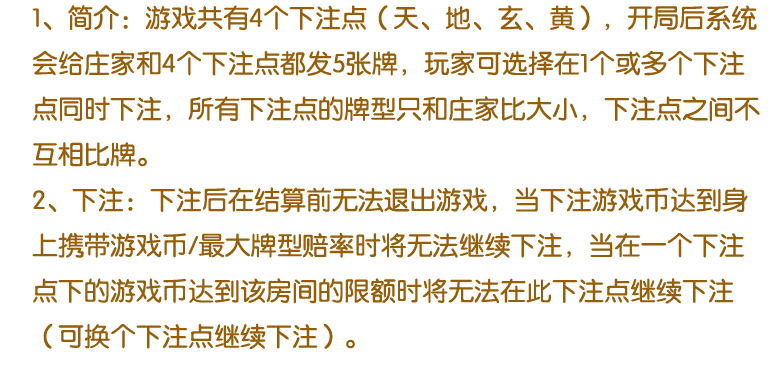 1、简介：游戏共有4个下注点（天、地、玄、黄），开局后系统
会给庄家和4个下注点都发5张牌，玩家可选择在1个或多个下注
点同时下注，所有下注点的牌型只和庄家比大小，下注点之间不
互相比牌。
2、下注：下注后在结算前无法退出游戏，当下注游戏币达到身
上携带游戏币/最大牌型赔率时将无法继续下注，当在一个下注
点下的游戏币达到该房间的限额时将无法在此下注点继续下注
（可换个下注点继续下注）。